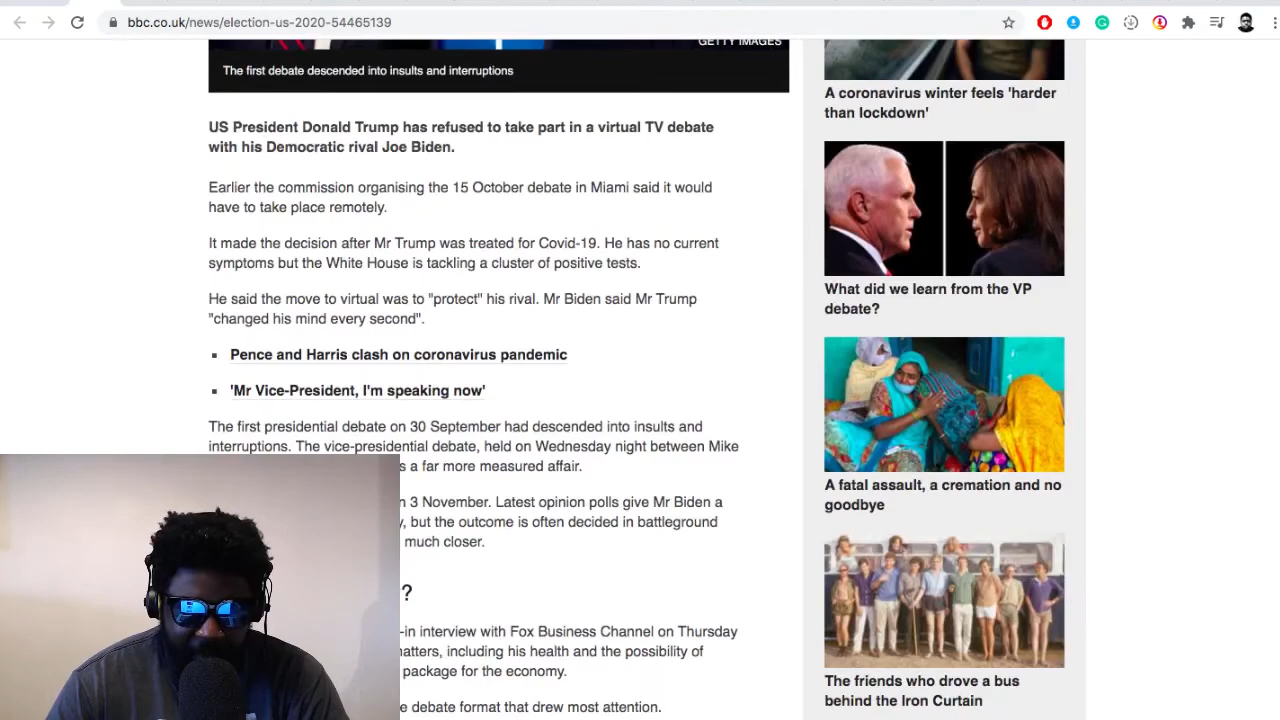 bbc.co.uk/news/election-us-2020-54465139
GETTY IMAGES
The first debate descended into insults and interruptions
US President Donald Trump has refused to take part in a virtual TV debate
with his Democratic rival Joe Biden.
Earlier the commission organising the 15 October debate in Miami said it would
have to take place remotely.
It made the decision after Mr Trump was treated for Covid-19. He has no current
symptoms but the White House is tackling a cluster of positive tests.
He said the move to virtual was to "protect" his rival. Mr Biden said Mr Trump
"changed his mind every second".
Pence and Harris clash on coronavirus pandemic
'Mr Vice-President, I'm speaking now'
The first presidential debate on 30 September had descended into insults and
interruptions. The vice-presidential debate, held on Wednesday night between Mike
a far more measured affair.
3 November. Latest opinion polls give Mr Biden a
but the outcome is often decided in battleground
much closer.
?
-in interview with Fox Business Channel on Thursday
including his health and the possibility of
package for the economy.
debate format that drew most attention.
A coronavirus winter feels 'harder
than lockdown'
What did we learn from the VP
debate?
A fatal assault, a cremation and no
goodbye
The friends who drove a bus
behind the Iron Curtain